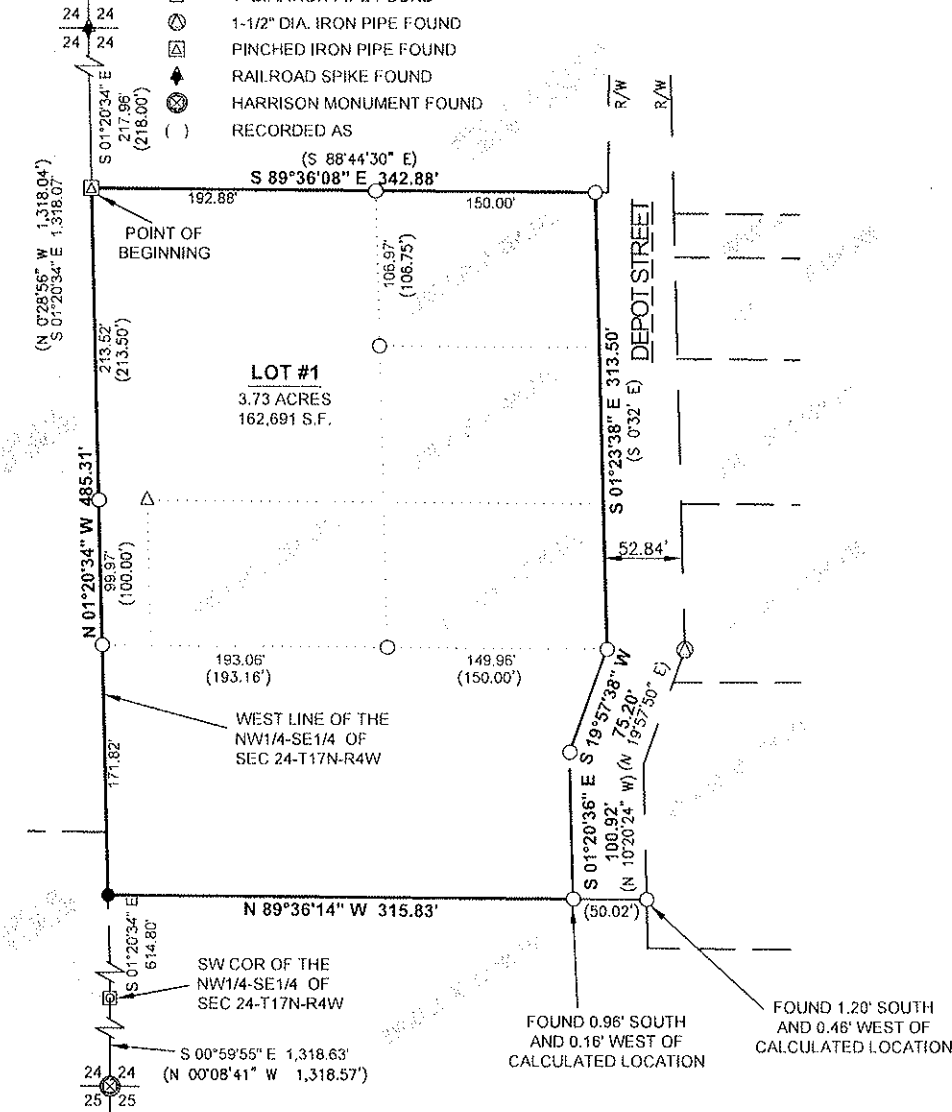 24 24
24 24
1-1/2" DIA. IRON PIPE FOUND
PINCHED IRON PIPE FOUND
RAILROAD SPIKE FOUND
HARRISON MONUMENT FOUND
( ) RECORDED AS
S 01°20'34" E
217.96'
(218.00')
R/W
R/W
(S 88°44'30" E)
S 89°36'08" E 342.88'
192.88'
150.00'
POINT OF
BEGINNING
(N 0°28'56" W 1,318.04')
S 01°20'34" E 1,318.07'
106.97'
(106.75')
DEPOT STREET
213.52'
(213.50')
LOT #1
3.73 ACRES
162,691 S.F.
S 01°23'38" E 313.50'
(S 0°32' E)
N 01°20'34" W 485.31'
99.97'
(100.00')
52.84'
193.06'
(193.16')
149.96'
(150.00')
S 19°57'38" W
75.20'
(N 19°57'50" E)
WEST LINE OF THE
NW1/4-SE1/4 OF
SEC 24-T17N-R4W
171.82'
S 01°20'36" E
100.92'
(N 10°20'24" W)
N 89°36'14" W 315.83'
(50.02')
S 01°20'34" E
614.80'
SW COR OF THE
NW1/4-SE1/4 OF
SEC 24-T17N-R4W
FOUND 0.96' SOUTH
AND 0.16' WEST OF
CALCULATED LOCATION
FOUND 1.20' SOUTH
AND 0.46' WEST OF
CALCULATED LOCATION
S 00°59'55" E 1,318.63'
(N 00°08'41" W 1,318.57')
24 24
25 25